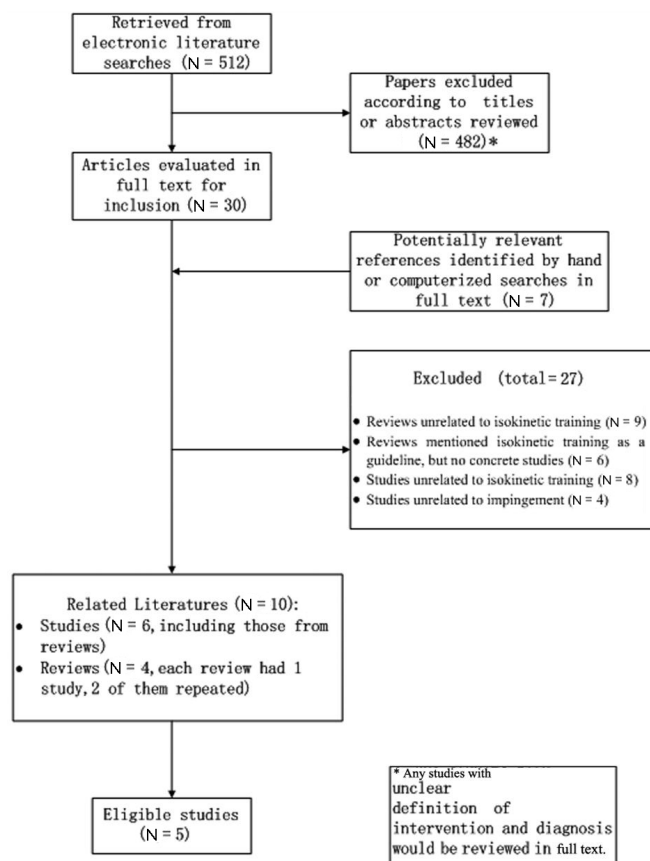 Retrieved from
electronic literature
searches (N = 512)
Papers excluded
according to titles
or abstracts reviewed
(N = 482)*
Articles evaluated in
full text for
inclusion (N = 30)
Potentially relevant
references identified by hand
or computerized searches in
full text (N = 7)
Excluded (total=27)
• Reviews unrelated to isokinetic training (N = 9)
• Reviews mentioned isokinetic training as a
guideline, but no concrete studies (N = 6)
• Studies unrelated to isokinetic training (N = 8)
• Studies unrelated to impingement (N = 4)
Related Literatures (N = 10):
• Studies (N = 6, including those from
reviews)
• Reviews (N = 4, each review had 1
study, 2 of them repeated)
Eligible studies
(N = 5)
* Any studies with
unclear
definition of
intervention and diagnosis
would be reviewed in full text.